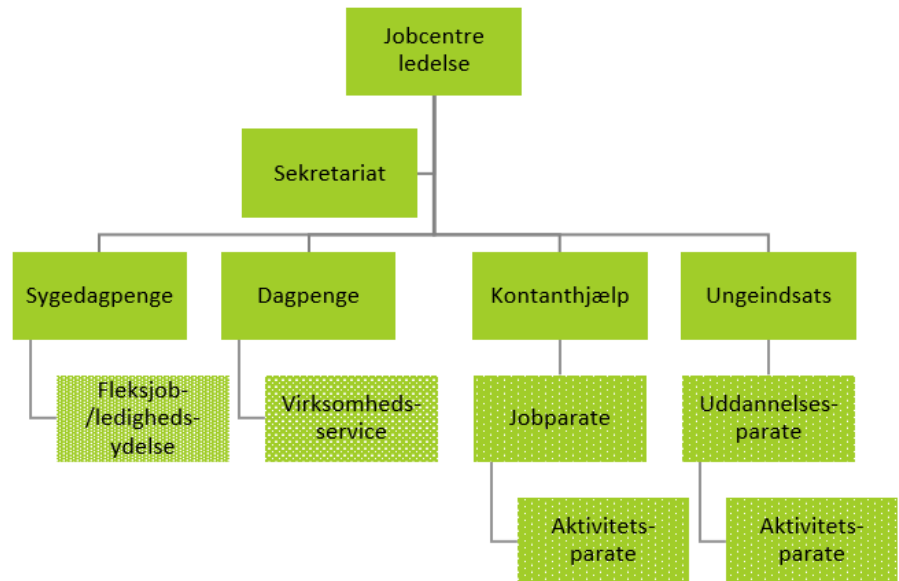 Jobcentre
ledelse
Sekretariat
Sygedagpenge
Dagpenge
Kontanthjælp
Ungeindsats
Fleksjob-
/ledigheds-
ydelse
Virksomheds-
service
Jobparate
Uddannelses-
parate
Aktivitets-
parate
Aktivitets-
parate